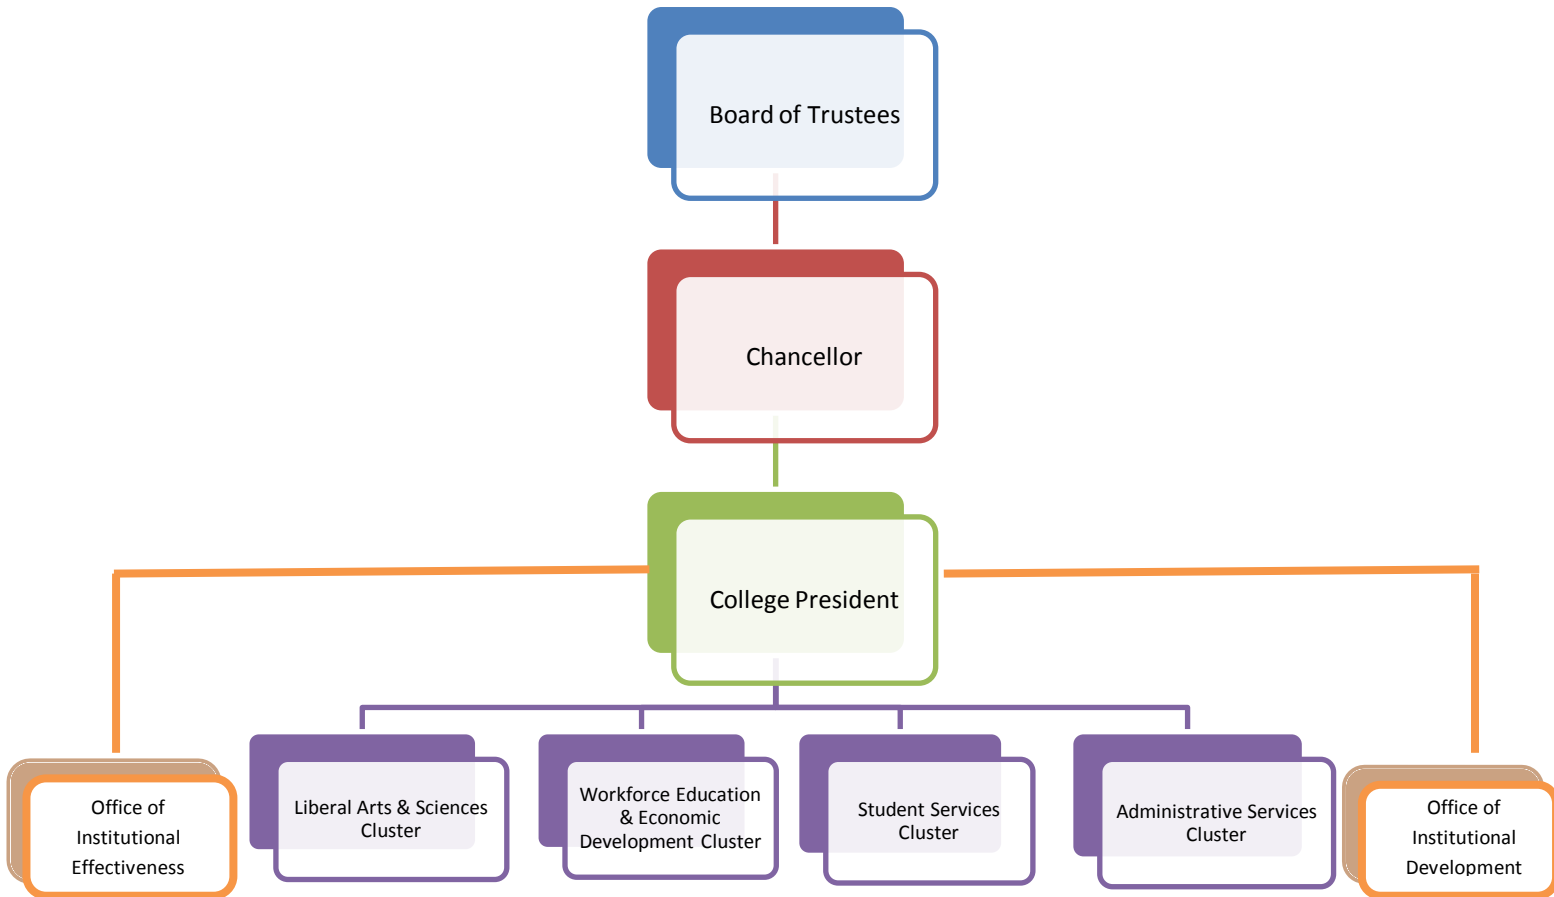 Board of Trustees
Chancellor
College President
Office of
Institutional
Effectiveness
Liberal Arts & Sciences
Cluster
Workforce Education
& Economic
Development Cluster
Student Services
Cluster
Administrative Services
Cluster
Office of
Institutional
Development